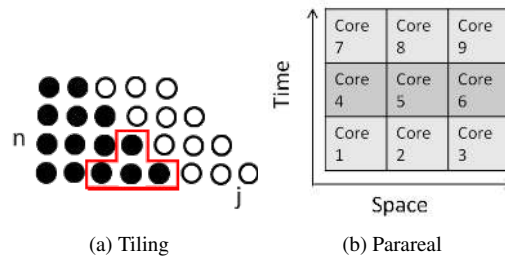 n
j
(a) Tiling
Time
Core
7
Core
8
Core
9
Core
4
Core
5
Core
6
Core
1
Core
2
Core
3
Space
(b) Parareal